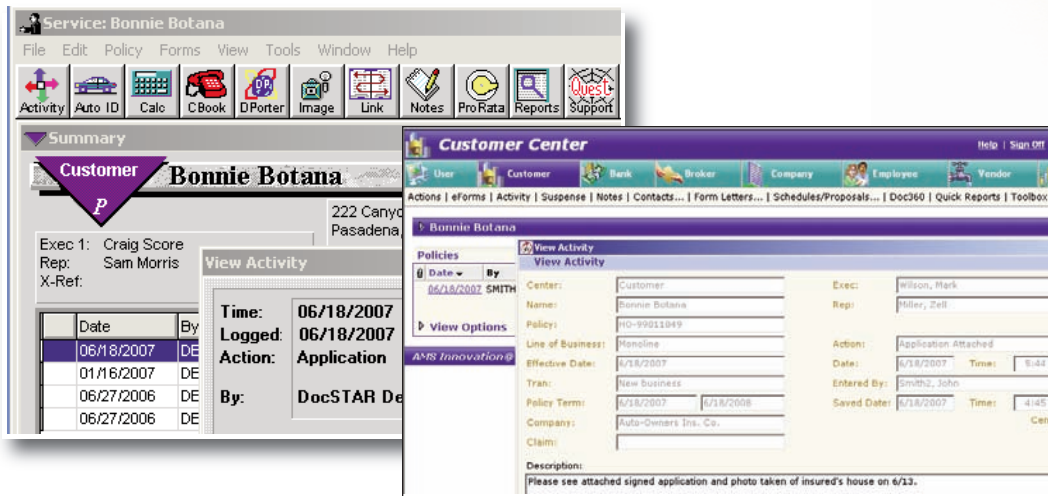 Service: Bonnie Botana
File Edit Policy Forms View Tools Window Help
Activity Auto ID Calc CBook DPorter Image Link Notes ProRata Reports Support
Quest
Summary
Customer
P
Bonnie Botana
222 Canyo
Pasadena,
Exec 1: Craig Score
Rep: Sam Morris
X-Ref:
Date By
06/18/2007 DE
01/16/2007 DE
06/27/2006 DE
06/27/2006 DE
View Activity
Time: 06/18/2007
Logged: 06/18/2007
Action: Application
By: DocSTAR De
Customer Center
Help | Sign Off
User Customer Bank Broker Company Employee Vendor
Actions | eForms | Activity | Suspense | Notes | Contacts... | Form Letters... | Schedules/Proposals... | Doc360 | Quick Reports | Toolbox
Bonnie Botana
Policies
Date By
06/18/2007 SMITH
View Options
AMS Innovation@
View Activity
View Activity
Center: Customer Exec: Wilson, Mark
Name: Bonnie Botana Rep: Miller, Zell
Policy: HO-99011049
Line of Business: Monoline Action: Application Attached
Effective Date: 6/18/2007 Date: 6/18/2007 Time: 5:44
Tran: New Business Entered By: Smith2, John
Policy Term: 6/18/2007 6/18/2008 Saved Date: 6/18/2007 Time: 4:45
Company: Auto-Owners Ins. Co. Cen
Claim:
Description:
Please see attached signed application and photo taken of insured's house on 6/13.